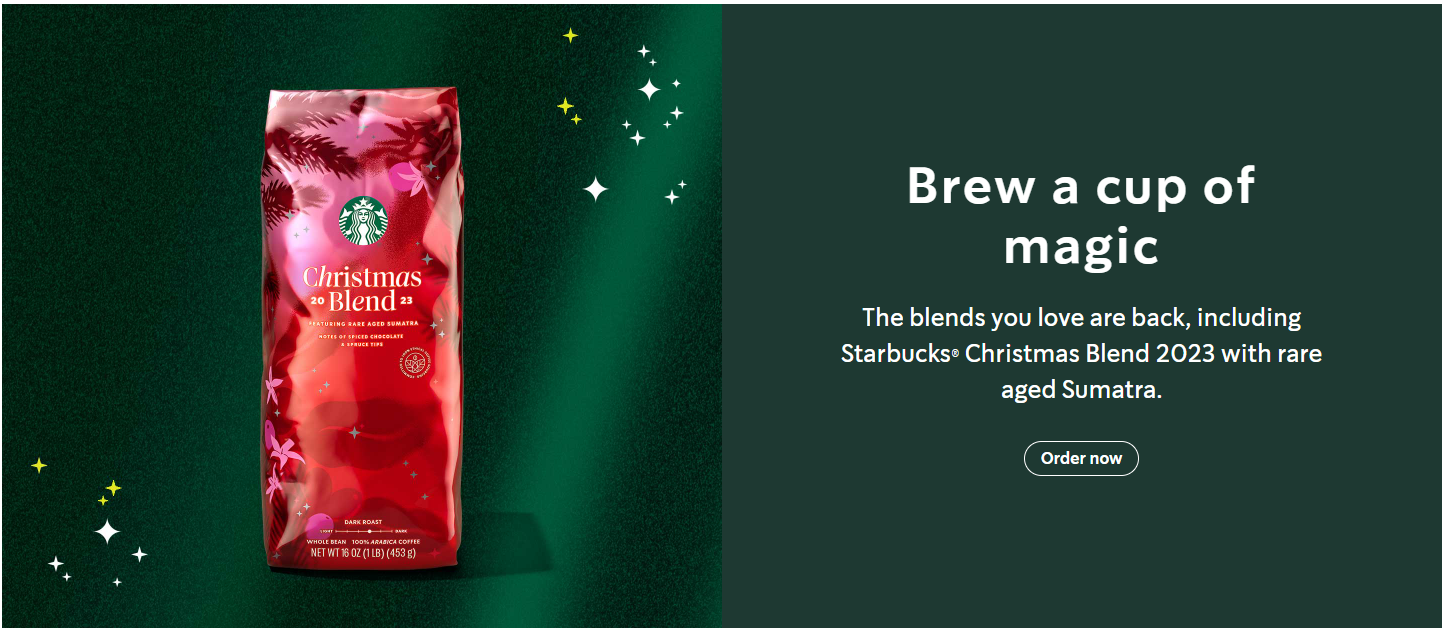 Christmas
20 Blend 23
FEATURING RARE AGED SUMATRA
NOTES OF SPICED CHOCOLATE
& SPRUCE TIPS
DARK ROAST
LIGHT DARK
WHOLE BEAN 100% ARABICA COFFEE
NET WT 16 OZ (1 LB) (453 g)
Brew a cup of
magic
The blends you love are back, including
Starbucks® Christmas Blend 2023 with rare
aged Sumatra.
Order now